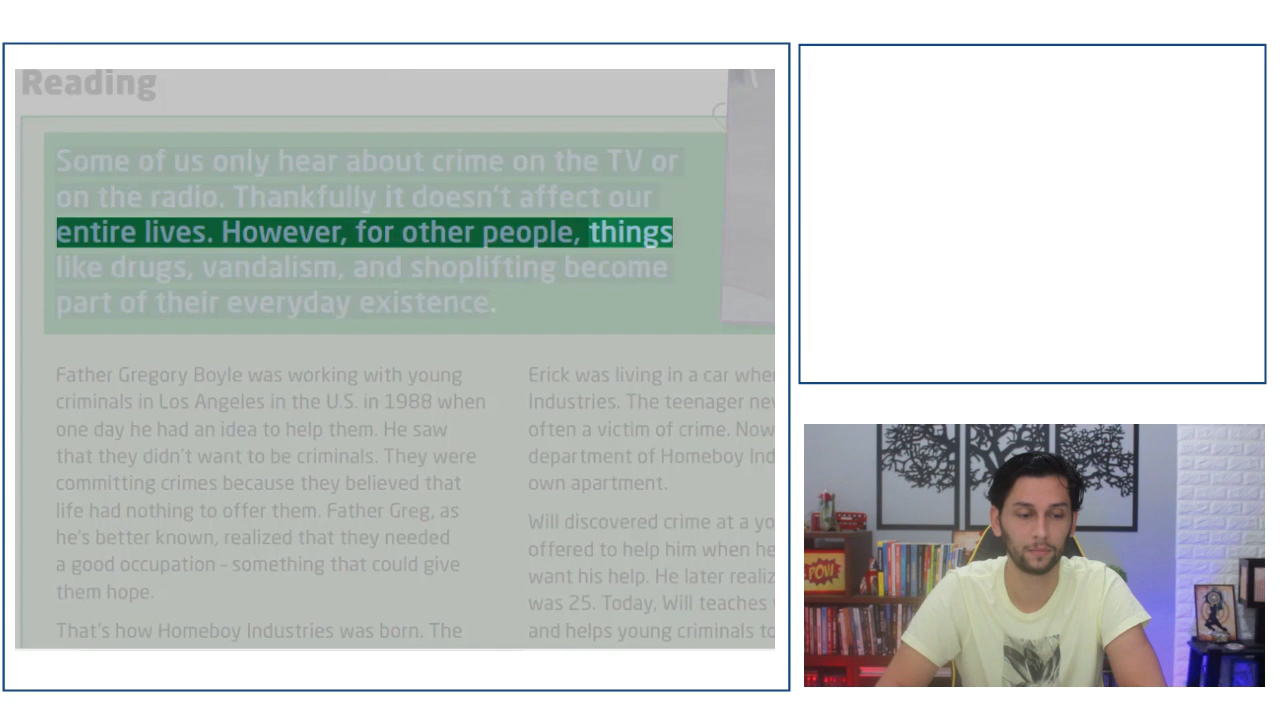 Reading
Some of us only hear about crime on the TV or
on the radio. Thankfully it doesn't affect our
entire lives. However, for other people, things
like drugs, vandalism, and shoplifting become
part of their everyday existence.
Father Gregory Boyle was working with young
criminals in Los Angeles in the U.S. in 1988 when
one day he had an idea to help them. He saw
that they didn't want to be criminals. They were
committing crimes because they believed that
life had nothing to offer them. Father Greg, as
he's better known, realized that they needed
a good occupation – something that could give
them hope.
That's how Homeboy Industries was born. The
Erick was living in a car whe
Industries. The teenager ne
often a victim of crime. Now
department of Homeboy Ind
own apartment.
Will discovered crime at a yo
offered to help him when he
want his help. He later realiz
was 25. Today, Will teaches
and helps young criminals to
POW